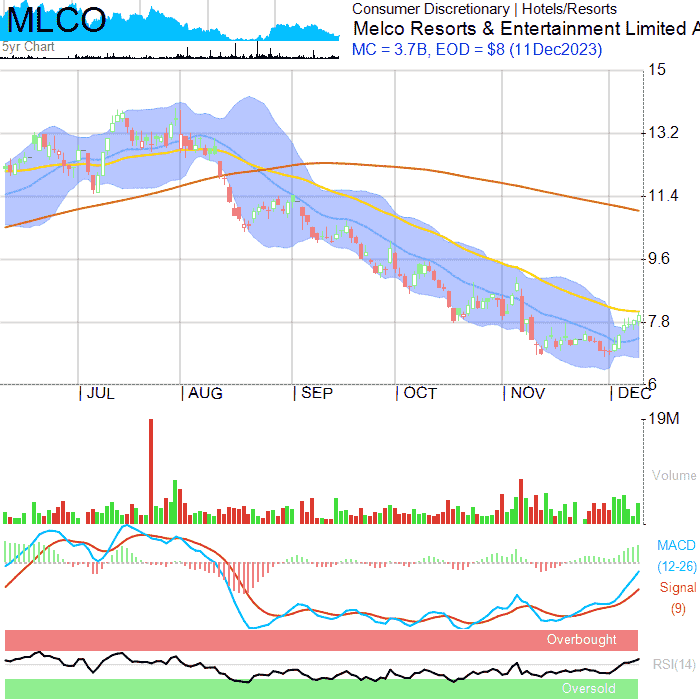 MLCO
5yr Chart
Consumer Discretionary | Hotels/Resorts
Melco Resorts & Entertainment Limited A
MC = 3.7B, EOD = $8 (11Dec2023)
15
13.2
11.4
9.6
7.8
6
JUL AUG SEP OCT NOV DEC
19M
Volume
MACD
(12-26)
Signal
(9)
Overbought
RSI(14)
Oversold